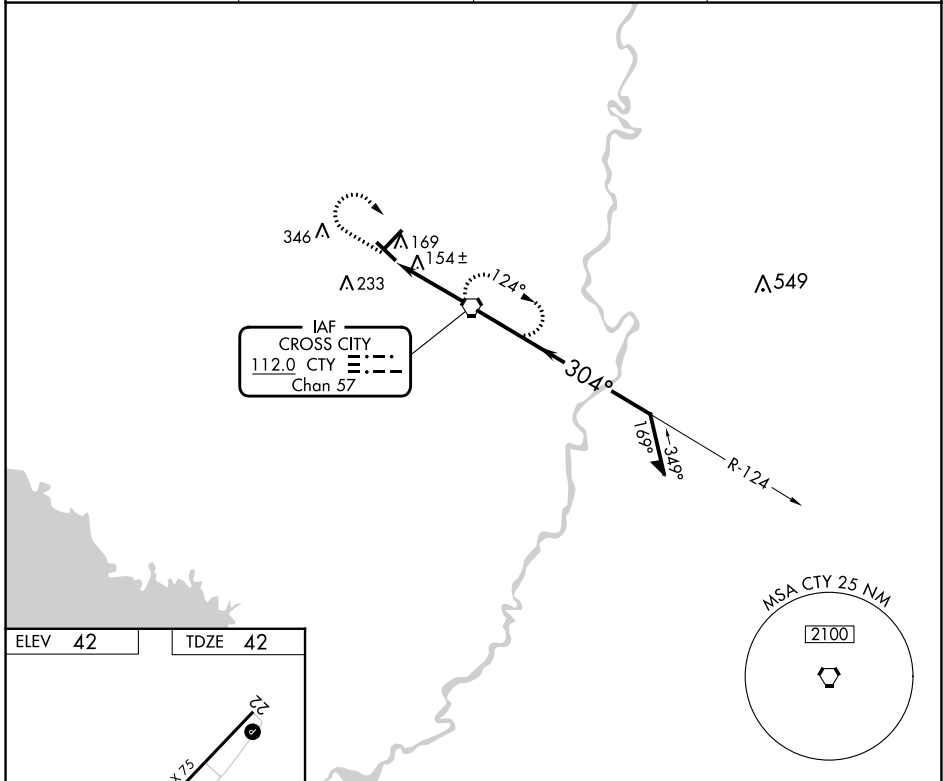 346
169
154 ±
233
124°
549
IAF
CROSS CITY
112.0 CTY
Chan 57
304°
169°
349°
R-124
MSA CTY 25 NM
2100
ELEV 42
TDZE 42
22
P
X 75